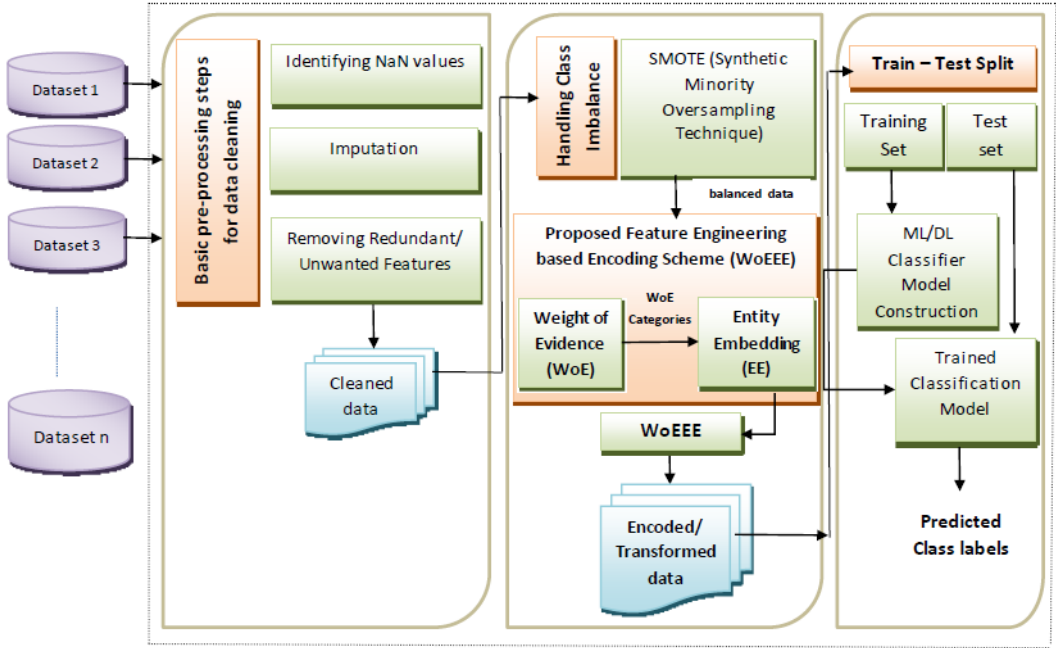 Dataset 1
Dataset 2
Dataset 3
Dataset n
Basic pre-processing steps
for data cleaning
Identifying NaN values
Imputation
Removing Redundant/
Unwanted Features
Cleaned
data
Handling Class
Imbalance
SMOTE (Synthetic
Minority
Oversampling
Technique)
balanced data
Proposed Feature Engineering
based Encoding Scheme (WoEEE)
Weight of
Evidence
(WoE)
WoE
Categories
Entity
Embedding
(EE)
WoEEE
Encoded/
Transformed
data
Train – Test Split
Training
Set
Test
set
ML/DL
Classifier
Model
Construction
Trained
Classification
Model
Predicted
Class labels